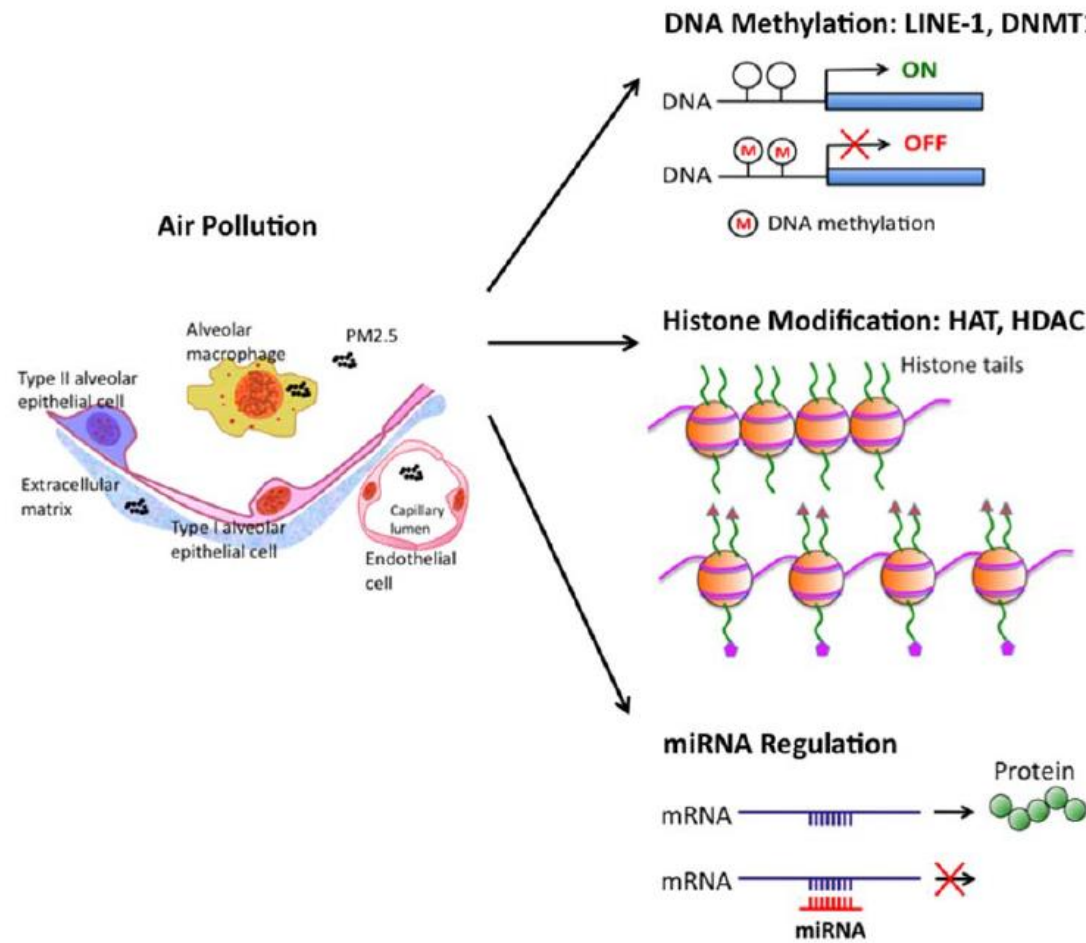 DNA Methylation: LINE-1, DNMT1
DNA
ON
DNA
M
M
OFF
M
DNA methylation
Air Pollution
Alveolar
macrophage
PM2.5
Type II alveolar
epithelial cell
Extracellular
matrix
Type I alveolar
epithelial cell
Capillary
lumen
Endothelial
cell
Histone Modification: HAT, HDAC
Histone tails
miRNA Regulation
Protein
mRNA
mRNA
miRNA